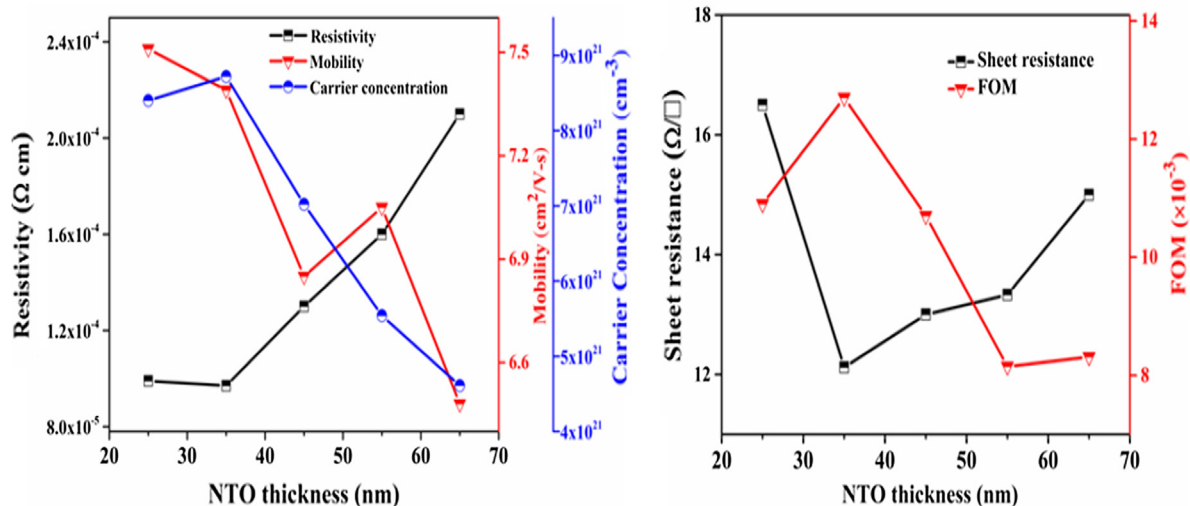 Resistivity
Mobility
Carrier concentration
Resistivity (Ω cm)
2.4x10⁻⁴
2.0x10⁻⁴
1.6x10⁻⁴
1.2x10⁻⁴
8.0x10⁻⁵
20 30 40 50 60 70
NTO thickness (nm)
7.5
7.2
6.9
6.6
Mobility (cm²/V-s)
9x10²¹
8x10²¹
7x10²¹
6x10²¹
5x10²¹
4x10²¹
Carrier Concentration (cm⁻³)
Sheet resistance
FOM
Sheet resistance (Ω/□)
18
16
14
12
20 30 40 50 60 70
NTO thickness (nm)
14
12
10
8
FOM (×10⁻³)